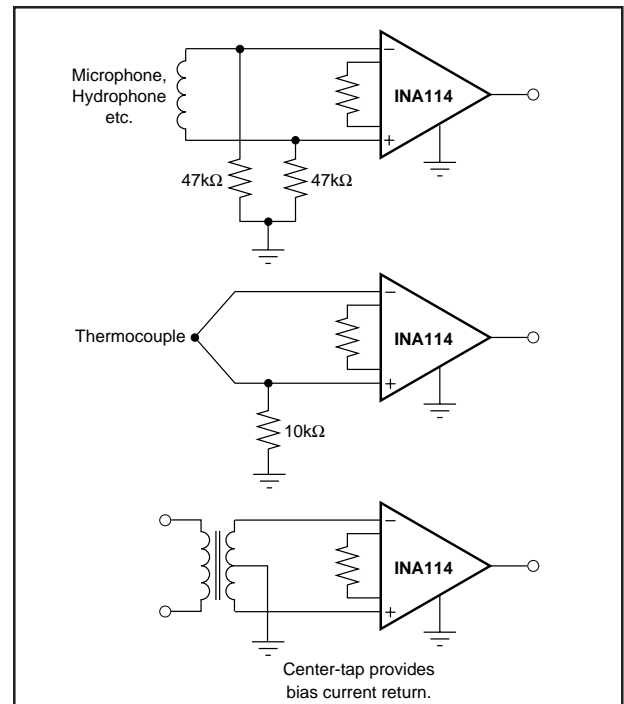 Microphone,
Hydrophone
etc.
−
INA114
+
47kΩ
47kΩ
−
Thermocouple
INA114
+
10kΩ
−
INA114
+
Center-tap provides
bias current return.